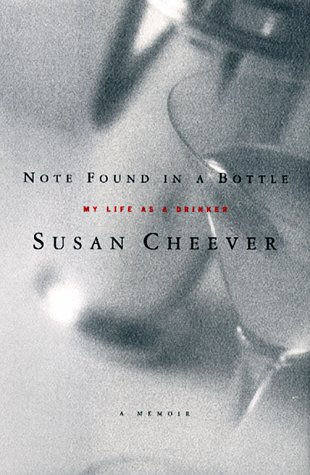 NOTE FOUND IN A BOTTLE
MY LIFE AS A DRINKER
SUSAN CHEEVER
A MEMOIR